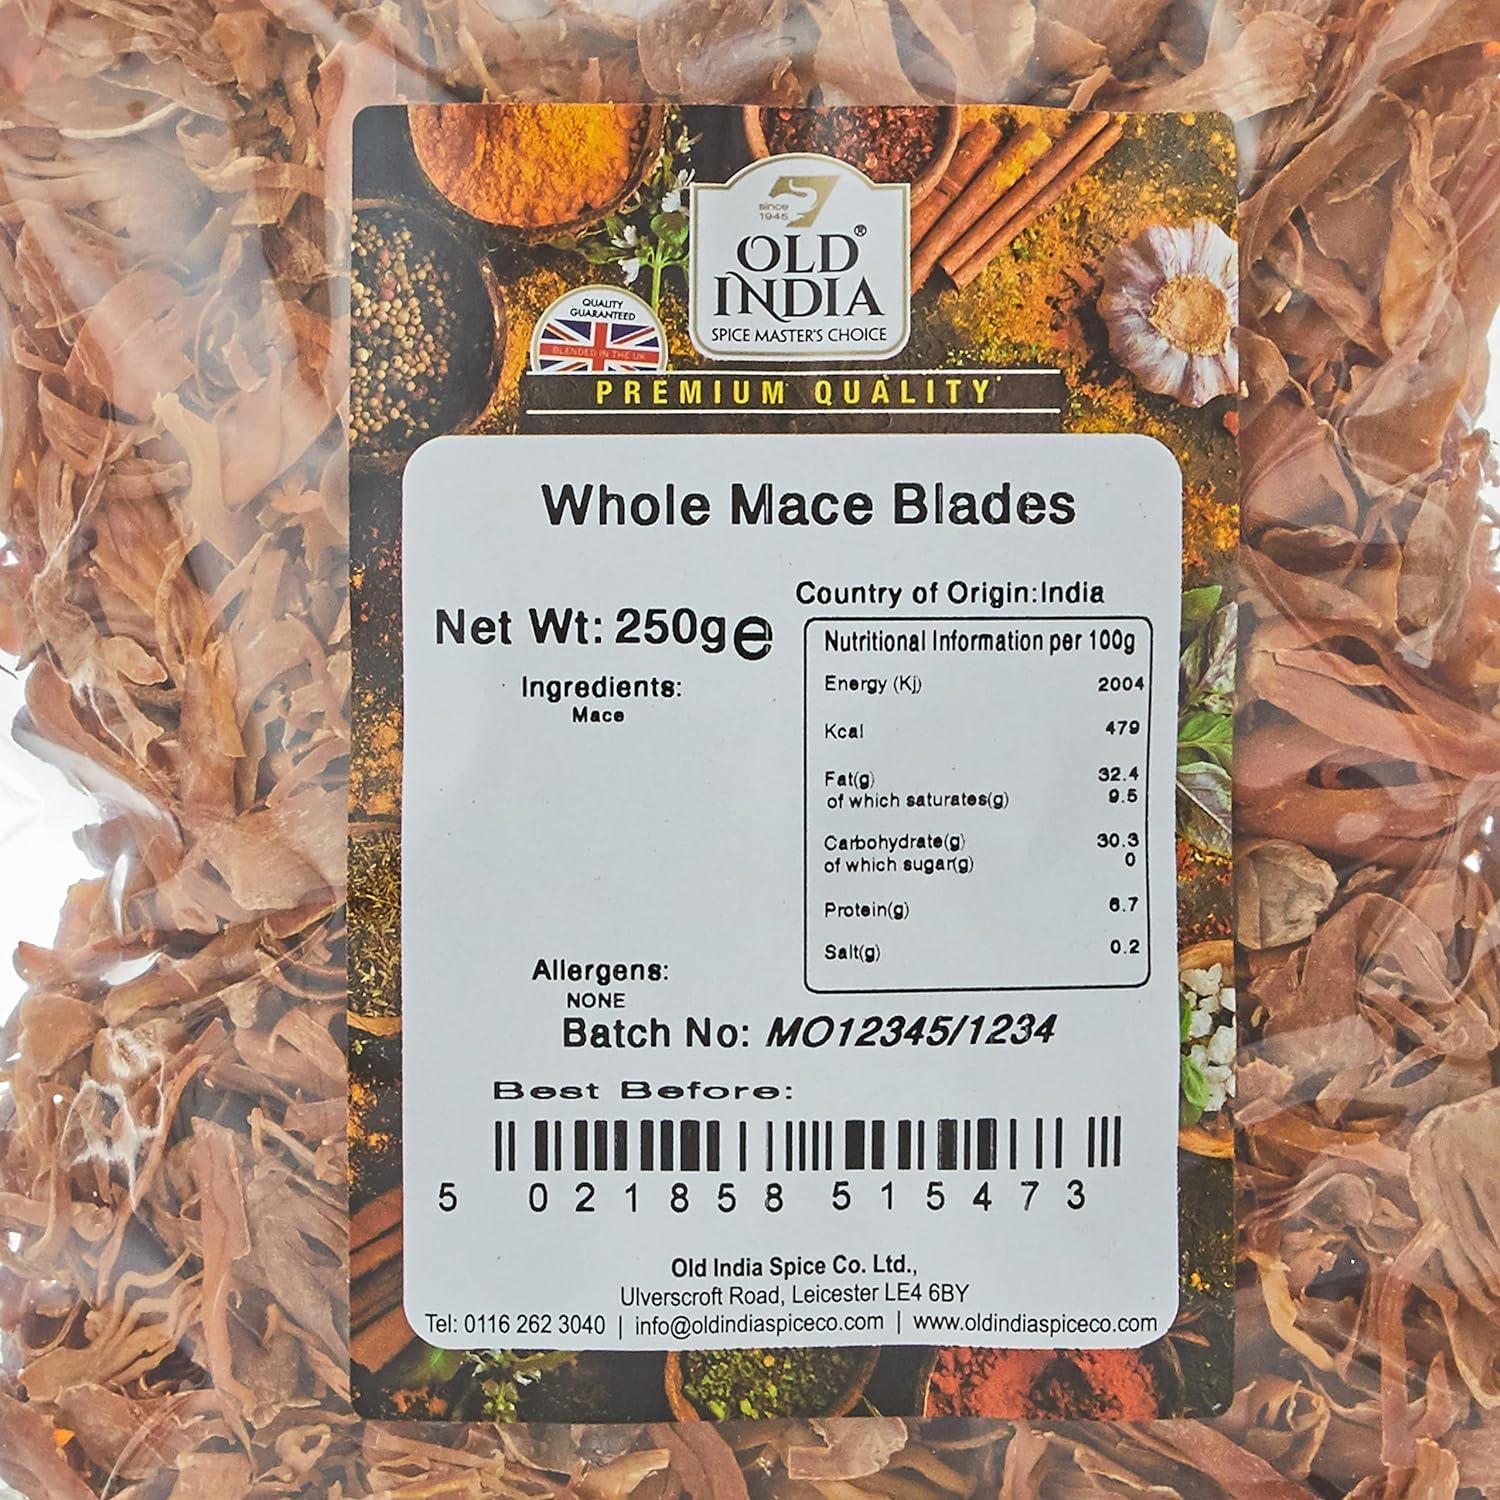 since
1945
OLD®
INDIA
SPICE MASTER'S CHOICE
QUALITY
GUARANTEED
BLENDED IN THE UK
PREMIUM QUALITY
Whole Mace Blades
Country of Origin:India
Net Wt: 250g e
Ingredients:
Mace
Nutritional Information per 100g
Energy (Kj) 2004
Kcal 479
Fat(g) 32.4
of which saturates(g) 9.5
Carbohydrate(g) 30.3
of which sugar(g) 0
Protein(g) 6.7
Salt(g) 0.2
Allergens:
NONE
Batch No: MO12345/1234
Best Before:
5 021858 515473
Old India Spice Co. Ltd.,
Ulverscroft Road, Leicester LE4 6BY
Tel: 0116 262 3040 | info@oldindiaspiceco.com | www.oldindiaspiceco.com